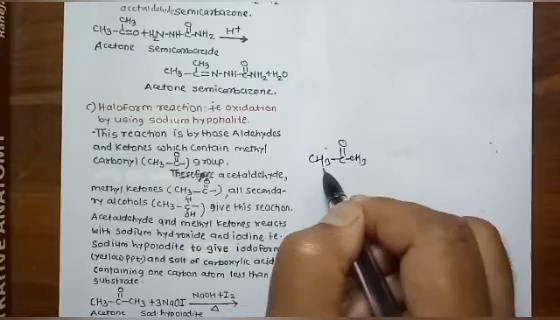 acetaldehyde semicarbazone.
CH3
CH3-C=O+H2N-NH-C-NH2 H+
O
Acetone Semicarbazide
CH3 O
CH3-C=N-NH-C-NH2+H2O
Acetone semicarbazone.
C) Haloform reaction:- ie oxidation
by using sodium hypohalite.
-This reaction is by those Aldehydes
and ketones which contain methyl
Carbonyl (CH3-C-) group.
O
Therefore acetaldehyde,
methyl ketones (CH3-C-), all seconda-
O
ry alcohols (CH3-C-) give this reaction.
H
OH
Acetaldehyde and methyl ketones reacts
with Sodium hydroxide and iodine ie.
Sodium hypoiodite to give iodoform
(yellow ppt) and salt of carboxylic acid
containing one carbon atom less than
substrate.
O
CH3-C-CH3 +3NaOI NaOH+I2
Δ
Acetone Sod. hypoiodite
O
CH3-C-CH3